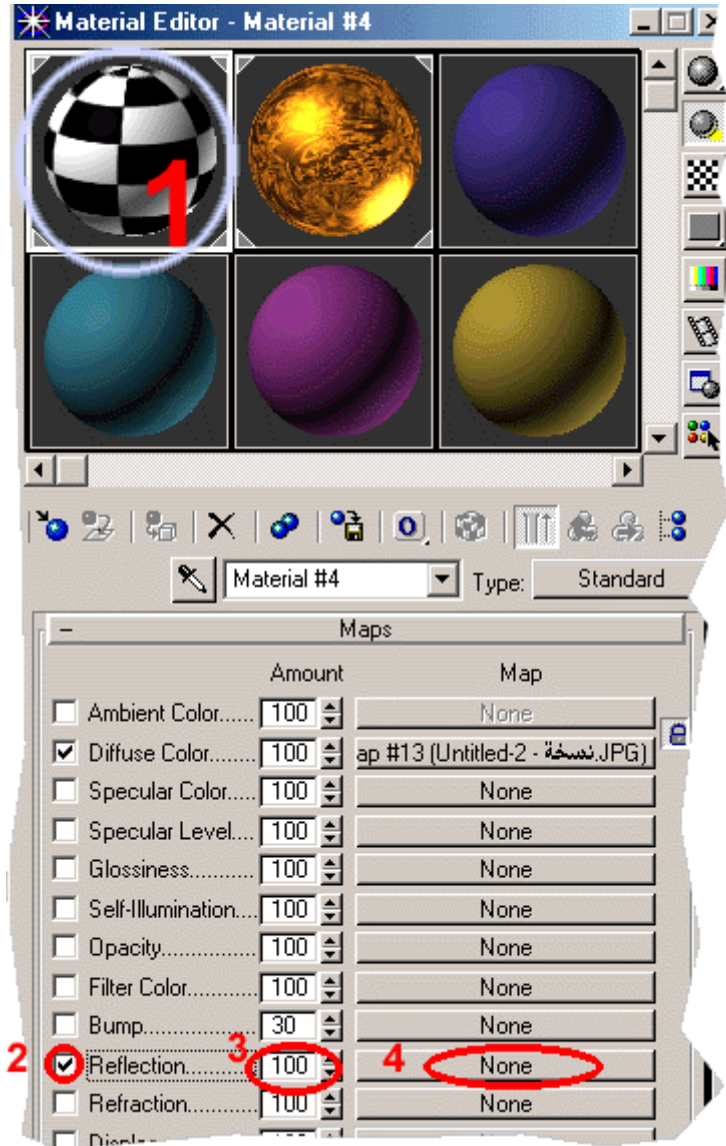 Material Editor - Material #4
1
Material #4
Type:
Standard
Maps
Amount
Map
Ambient Color......
100
None
Diffuse Color........
100
ap #13 (Untitled-2 - نسخة.JPG)
Specular Color.....
100
None
Specular Level....
100
None
Glossiness...........
100
None
Self-Illumination....
100
None
Opacity................
100
None
Filter Color............
100
None
Bump..................
30
None
2
Reflection............
3
100
4
None
Refraction...........
100
None